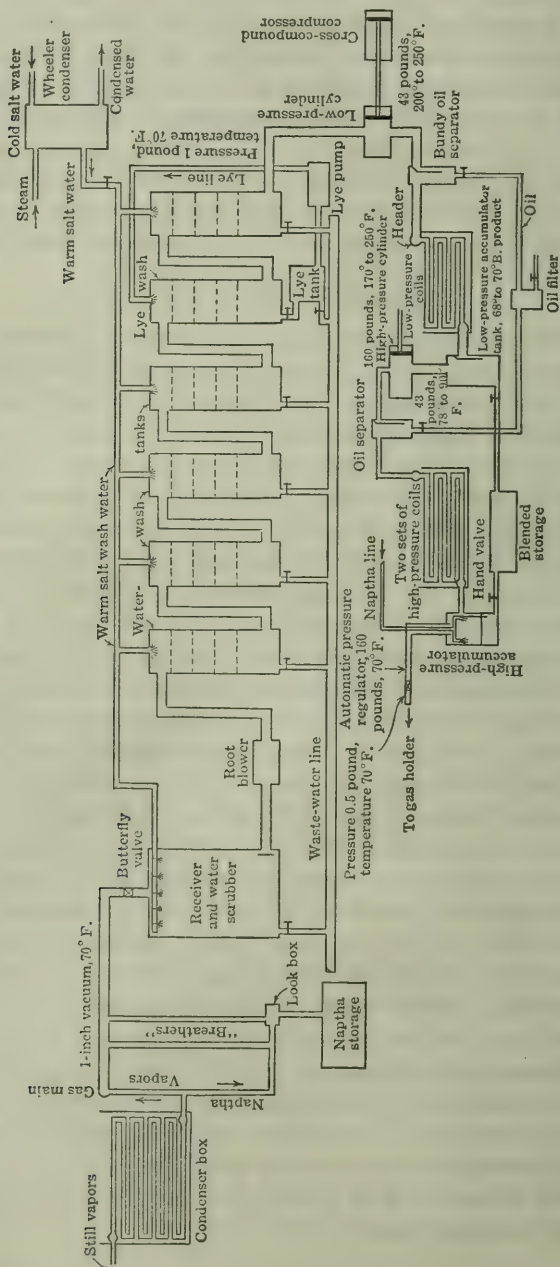 Still vapors
Condenser box
Gas main
1-inch vacuum, 70° F.
Vapors
Naptha
"Breathers"
Look box
Naptha
storage
Butterfly
valve
Receiver
and water
scrubber
Root
blower
Waste-water line
Warm salt wash water
Water-
wash
tanks
Lye
wash
Lye
tank
Lye pump
Lye line
Pressure 1 pound,
temperature 70° F.
Steam
Warm salt water
Cold salt water
Wheeler
condenser
Condensed
water
Low-pressure
cylinder
Cross-compound
compressor
43 pounds,
200° to 250° F.
Bundy oil
separator
Header
Low-pressure
coils
160 pounds, 170° to 250° F.
High-pressure cylinder
43
pounds,
F.
Low-pressure accumulator
tank, 68° to 70° B. product
Oil
Oil filter
Oil separator
Two sets of
high-pressure coils
Hand valve
Blended
storage
Naptha line
Automatic pressure
regulator, 160
pounds, 70° F.
High-pressure
accumulator
Pressure 0.5 pound,
temperature 70° F.
To gas holder